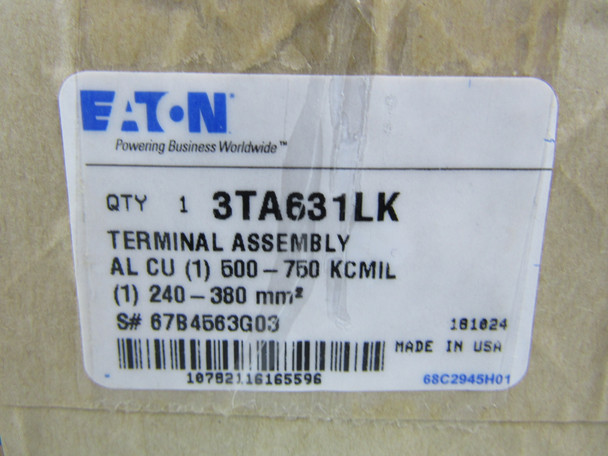 EATON
Powering Business Worldwide™
QTY 1 3TA631LK
TERMINAL ASSEMBLY
AL CU (1) 500-750 KCMIL
(1) 240-380 mm²
S# 67B4563G03
181024
MADE IN USA
10782116165596
68C2945H01